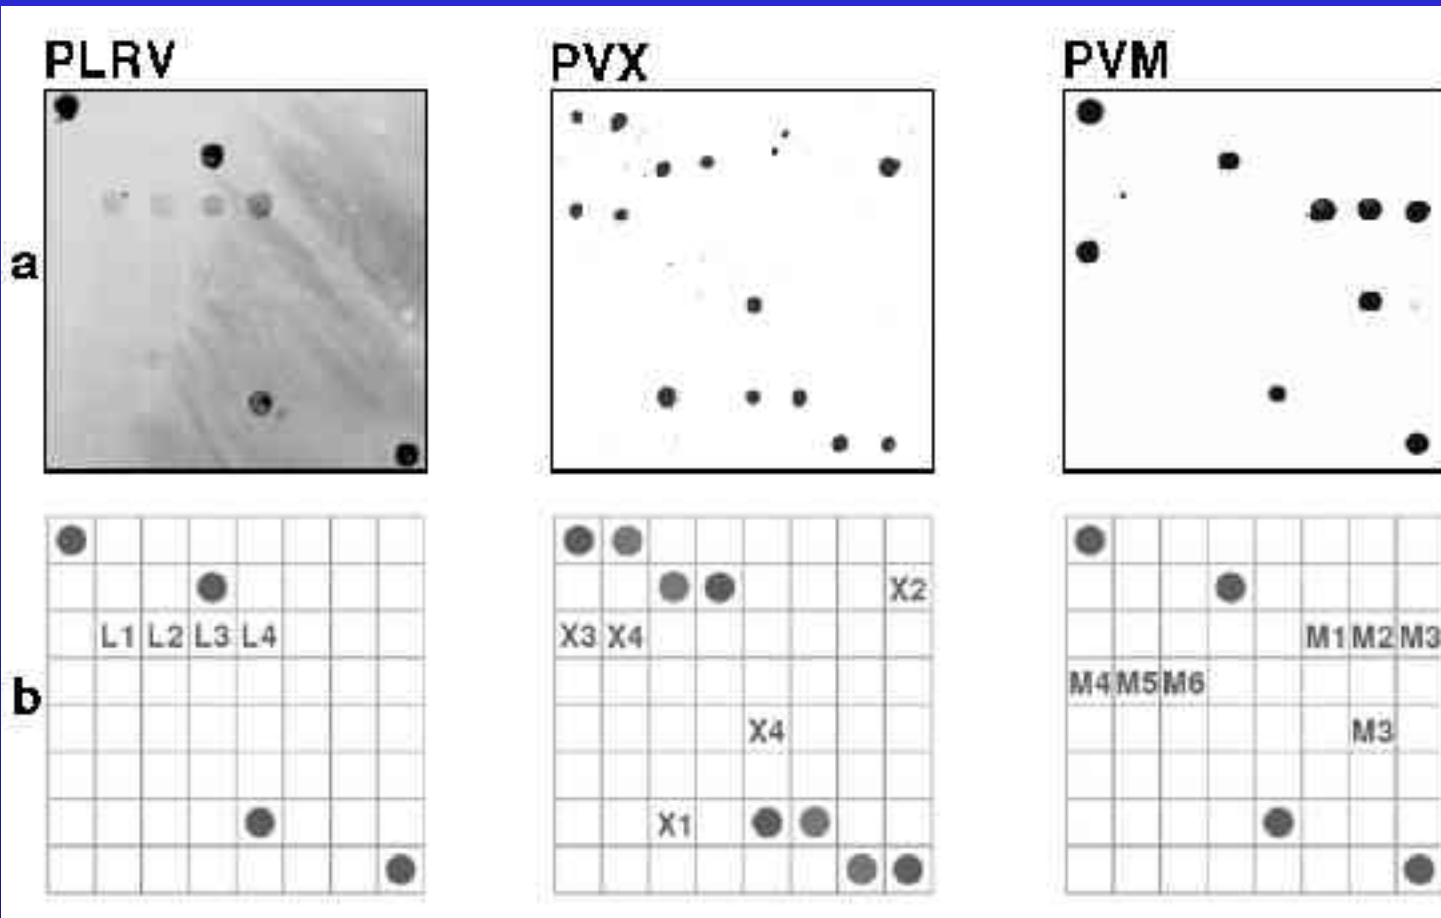 PLRV PVX PVM
a
b
L1 L2 L3 L4
X2
X3 X4
X4
X1
M1 M2 M3
M4 M5 M6
M3